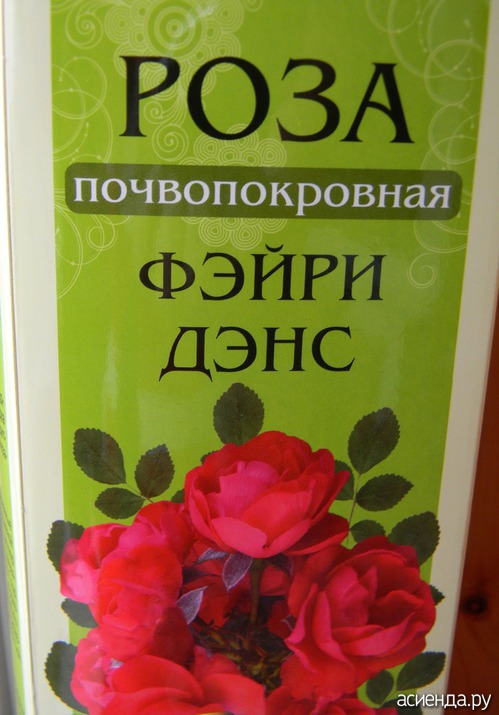 РОЗА
почвопокровная
ФЭЙРИ
ДЭНС
асиенда.ру